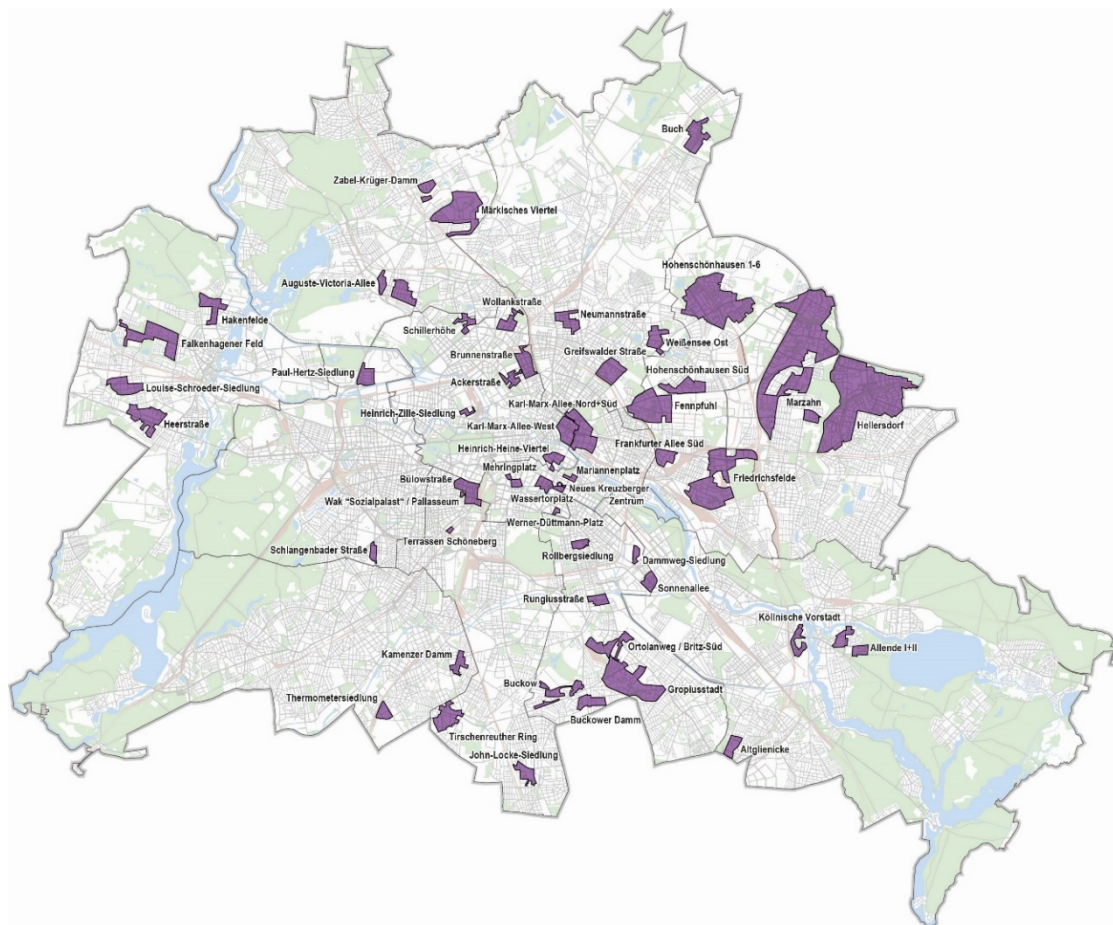 Buch
Zabel-Krüger-Damm
Märkisches Viertel
Hohenschönhausen 1-6
Auguste-Victoria-Allee
Wollankstraße
Hakenfelde
Schillerhöhe
Neumannstraße
Falkenhagener Feld
Weißensee Ost
Brunnenstraße
Greifswalder Straße
Paul-Hertz-Siedlung
Hohenschönhausen Süd
Louise-Schroeder-Siedlung
Ackerstraße
Karl-Marx-Allee-Nord+Süd
Fennpfuhl
Marzahn
Heerstraße
Heinrich-Zille-Siedlung
Karl-Marx-Allee-West
Hellersdorf
Frankfurter Allee Süd
Heinrich-Heine-Viertel
Mehringplatz
Mariannenplatz
Friedrichsfelde
Bülowstraße
Neues Kreuzberger
Zentrum
Wak "Sozialpalast" / Pallasseum
Wassertorplatz
Werner-Düttmann-Platz
Terrassen Schöneberg
Schlangenbader Straße
Rollbergsiedlung
Dammweg-Siedlung
Sonnenallee
Rungiusstraße
Köllnische Vorstadt
Ortolanweg / Britz-Süd
Allende I+II
Kamenzer Damm
Buckow
Gropiusstadt
Thermometersiedlung
Buckower Damm
Tirschenreuther Ring
Altglienicke
John-Locke-Siedlung